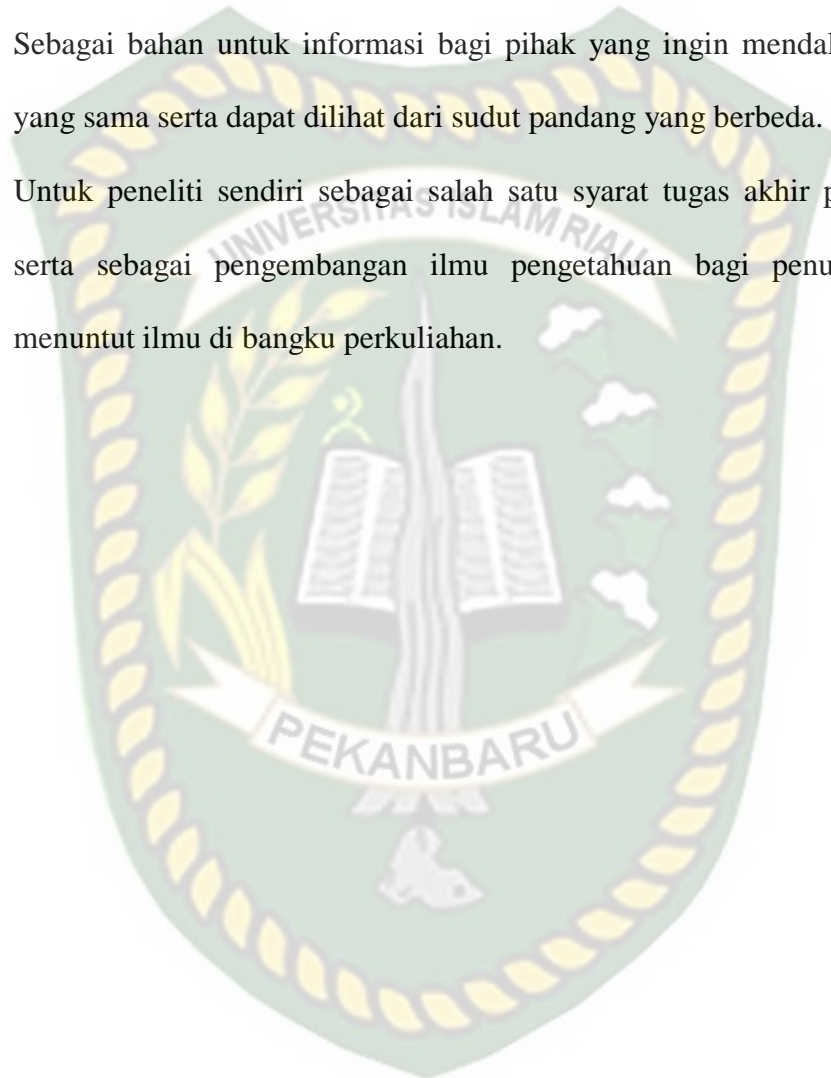 Sebagai bahan untuk informasi bagi pihak yang ingin
yang sama serta dapat dilihat dari sudut pandang yang berbeda.
Untuk peneliti sendiri sebagai salah satu syarat tugas akhir
serta sebagai pengembangan ilmu pengetahuan bagi
menuntut ilmu di bangku perkuliahan.
UNIVERSITAS ISLAM RIAU
PEKANBARU